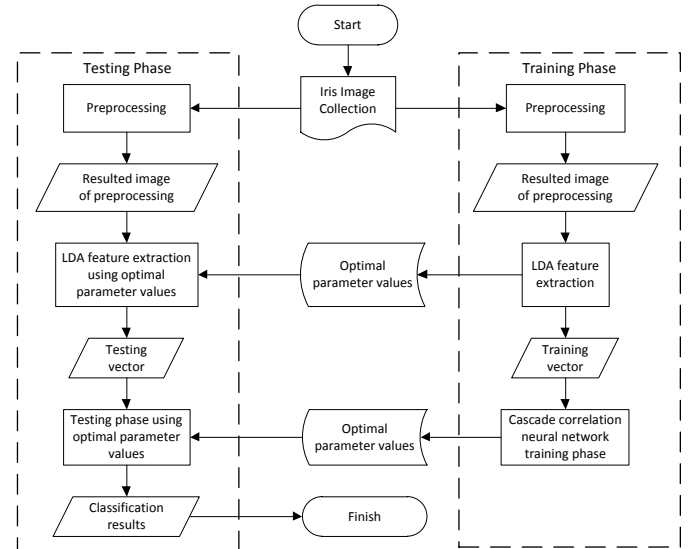 Start
Testing Phase
Training Phase
Iris Image
Collection
Preprocessing
Preprocessing
Resulted image
of preprocessing
Resulted image
of preprocessing
LDA feature extraction
using optimal
parameter values
Optimal
parameter values
LDA feature
extraction
Testing
vector
Training
vector
Testing phase using
optimal parameter
values
Optimal
parameter values
Cascade correlation
neural network
training phase
Classification
results
Finish